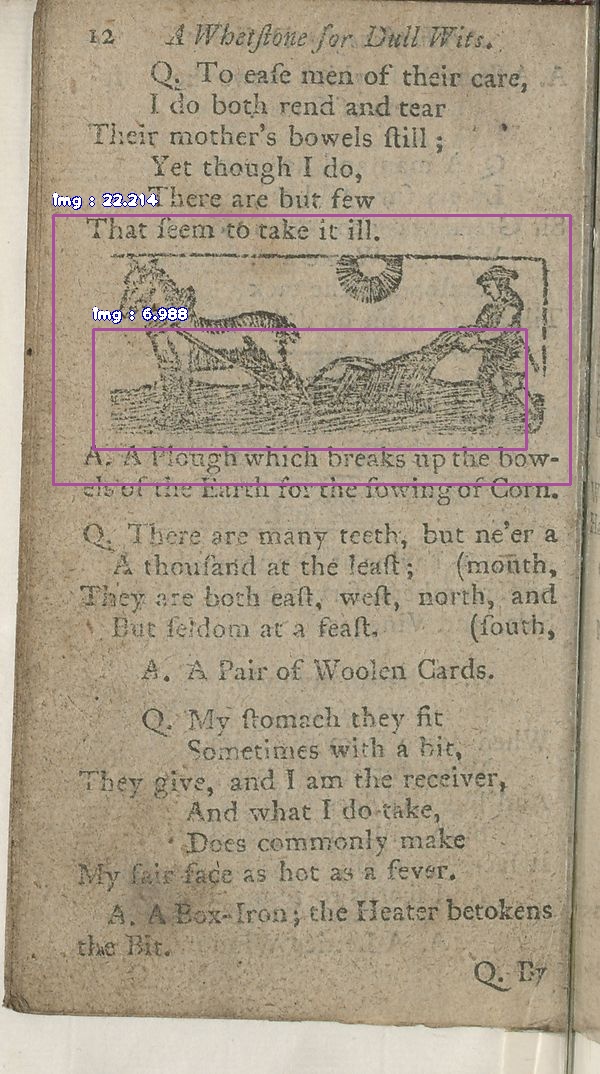 12 A Whetſtone for Dull Wits.
Q. To eaſe men of their care,
I do both rend and tear
Their mother's bowels ſtill;
Yet though I do,
img : 22.214
There are but few
That ſeem to take it ill.
img : 6.988
A. A Plough which breaks up the bow-
els of the Earth for the ſowing of Corn.
Q. There are many teeth, but ne'er a
A thouſand at the leaſt; (mouth,
They are both eaſt, weſt, north, and
But ſeldom at a feaſt. (ſouth,
A. A Pair of Woolen Cards.
Q. My ſtomach they fit
Sometimes with a bit,
They give, and I am the receiver,
And what I do take,
Does commonly make
My fair face as hot as a fever.
A. A Box-Iron; the Heater betokens
the Bit.
Q. By